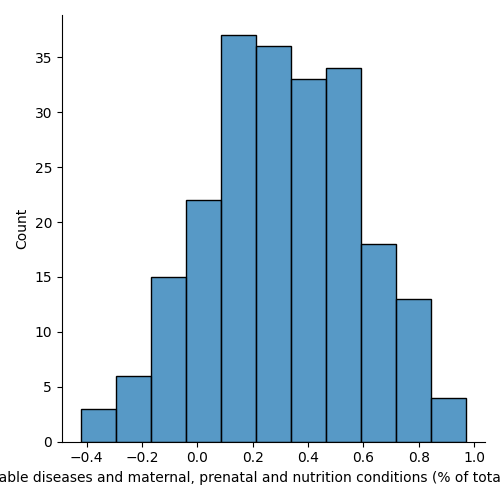 35
30
25
20
15
10
5
0
Count
−0.4 −0.2 0.0 0.2 0.4 0.6 0.8 1.0
able diseases and maternal, prenatal and nutrition conditions (% of tota